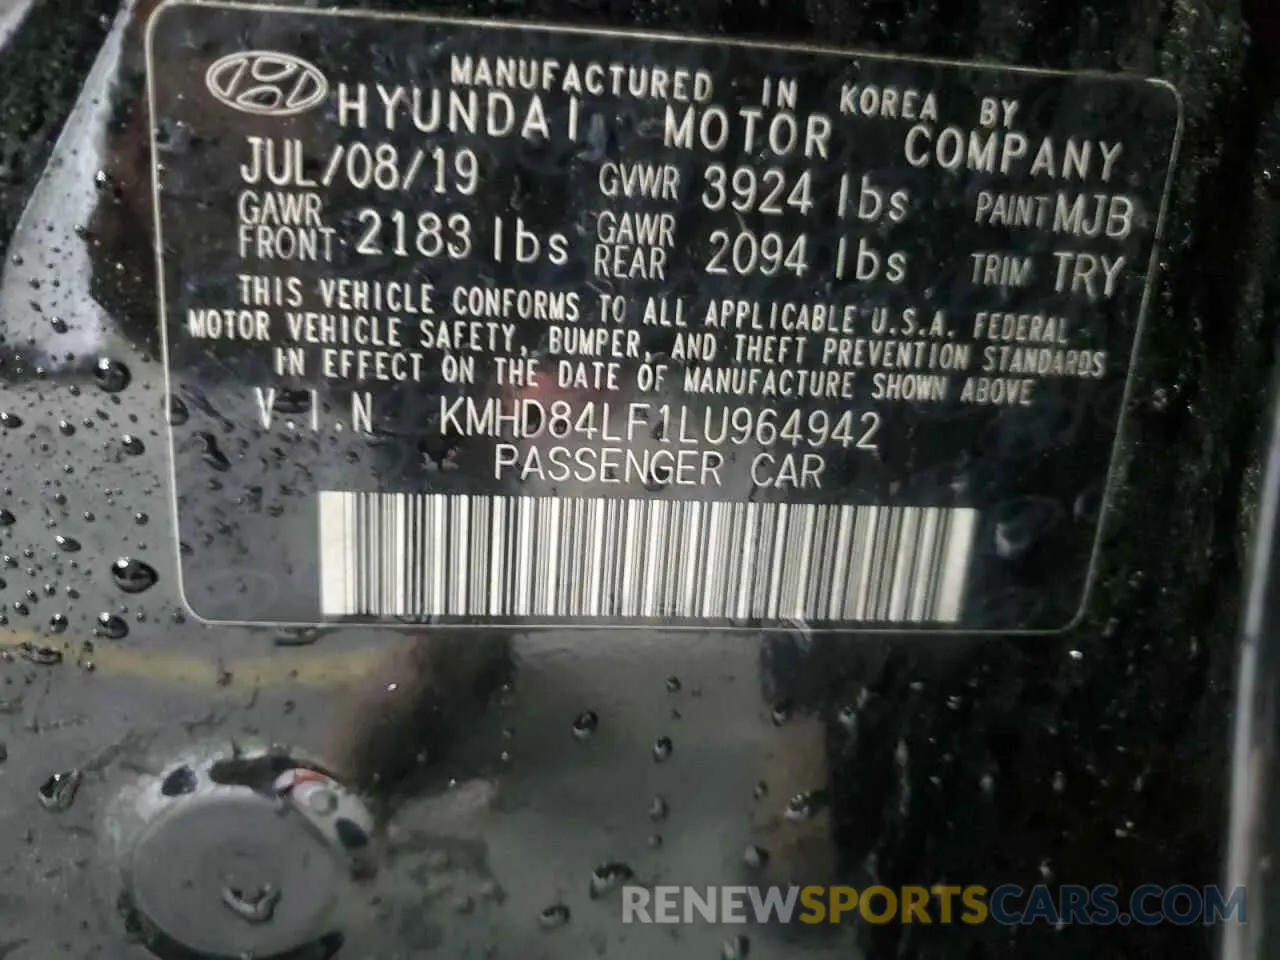 MANUFACTURED IN KOREA BY
HYUNDAI MOTOR COMPANY
JUL/08/19 GVWR 3924 lbs PAINT MJB
GAWR FRONT 2183 lbs GAWR REAR 2094 lbs TRIM TRY
THIS VEHICLE CONFORMS TO ALL APPLICABLE U.S.A. FEDERAL
MOTOR VEHICLE SAFETY, BUMPER, AND THEFT PREVENTION STANDARDS
IN EFFECT ON THE DATE OF MANUFACTURE SHOWN ABOVE
V.I.N KMHD84LF1LU964942
PASSENGER CAR
RENEWSPORTSCARS.COM